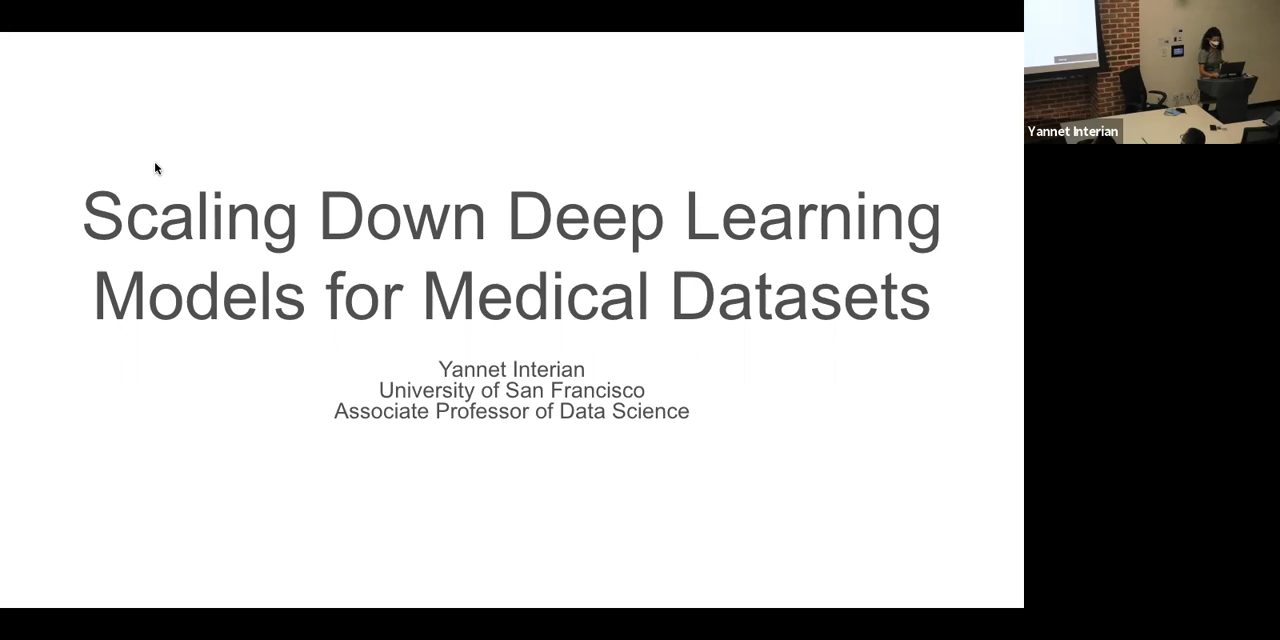 Scaling Down Deep Learning
Models for Medical Datasets
Yannet Interian
University of San Francisco
Associate Professor of Data Science
Yannet Interian